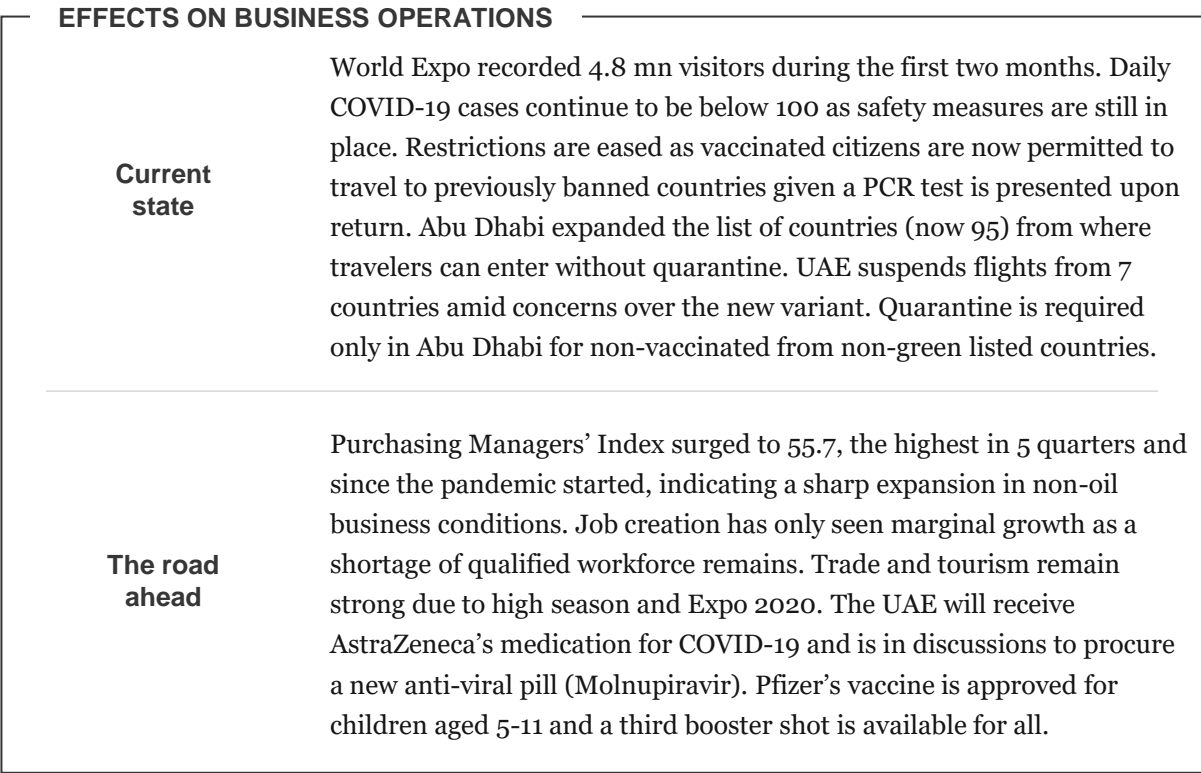 EFFECTS ON BUSINESS OPERATIONS
Current
state
World Expo recorded 4.8 mn visitors during the first two months. Daily
COVID-19 cases continue to be below 100 as safety measures are still in
place. Restrictions are eased as vaccinated citizens are now permitted to
travel to previously banned countries given a PCR test is presented upon
return. Abu Dhabi expanded the list of countries (now 95) from where
travelers can enter without quarantine. UAE suspends flights from 7
countries amid concerns over the new variant. Quarantine is required
only in Abu Dhabi for non-vaccinated from non-green listed countries.
The road
ahead
Purchasing Managers’ Index surged to 55.7, the highest in 5 quarters and
since the pandemic started, indicating a sharp expansion in non-oil
business conditions. Job creation has only seen marginal growth as a
shortage of qualified workforce remains. Trade and tourism remain
strong due to high season and Expo 2020. The UAE will receive
AstraZeneca’s medication for COVID-19 and is in discussions to procure
a new anti-viral pill (Molnupiravir). Pfizer’s vaccine is approved for
children aged 5-11 and a third booster shot is available for all.